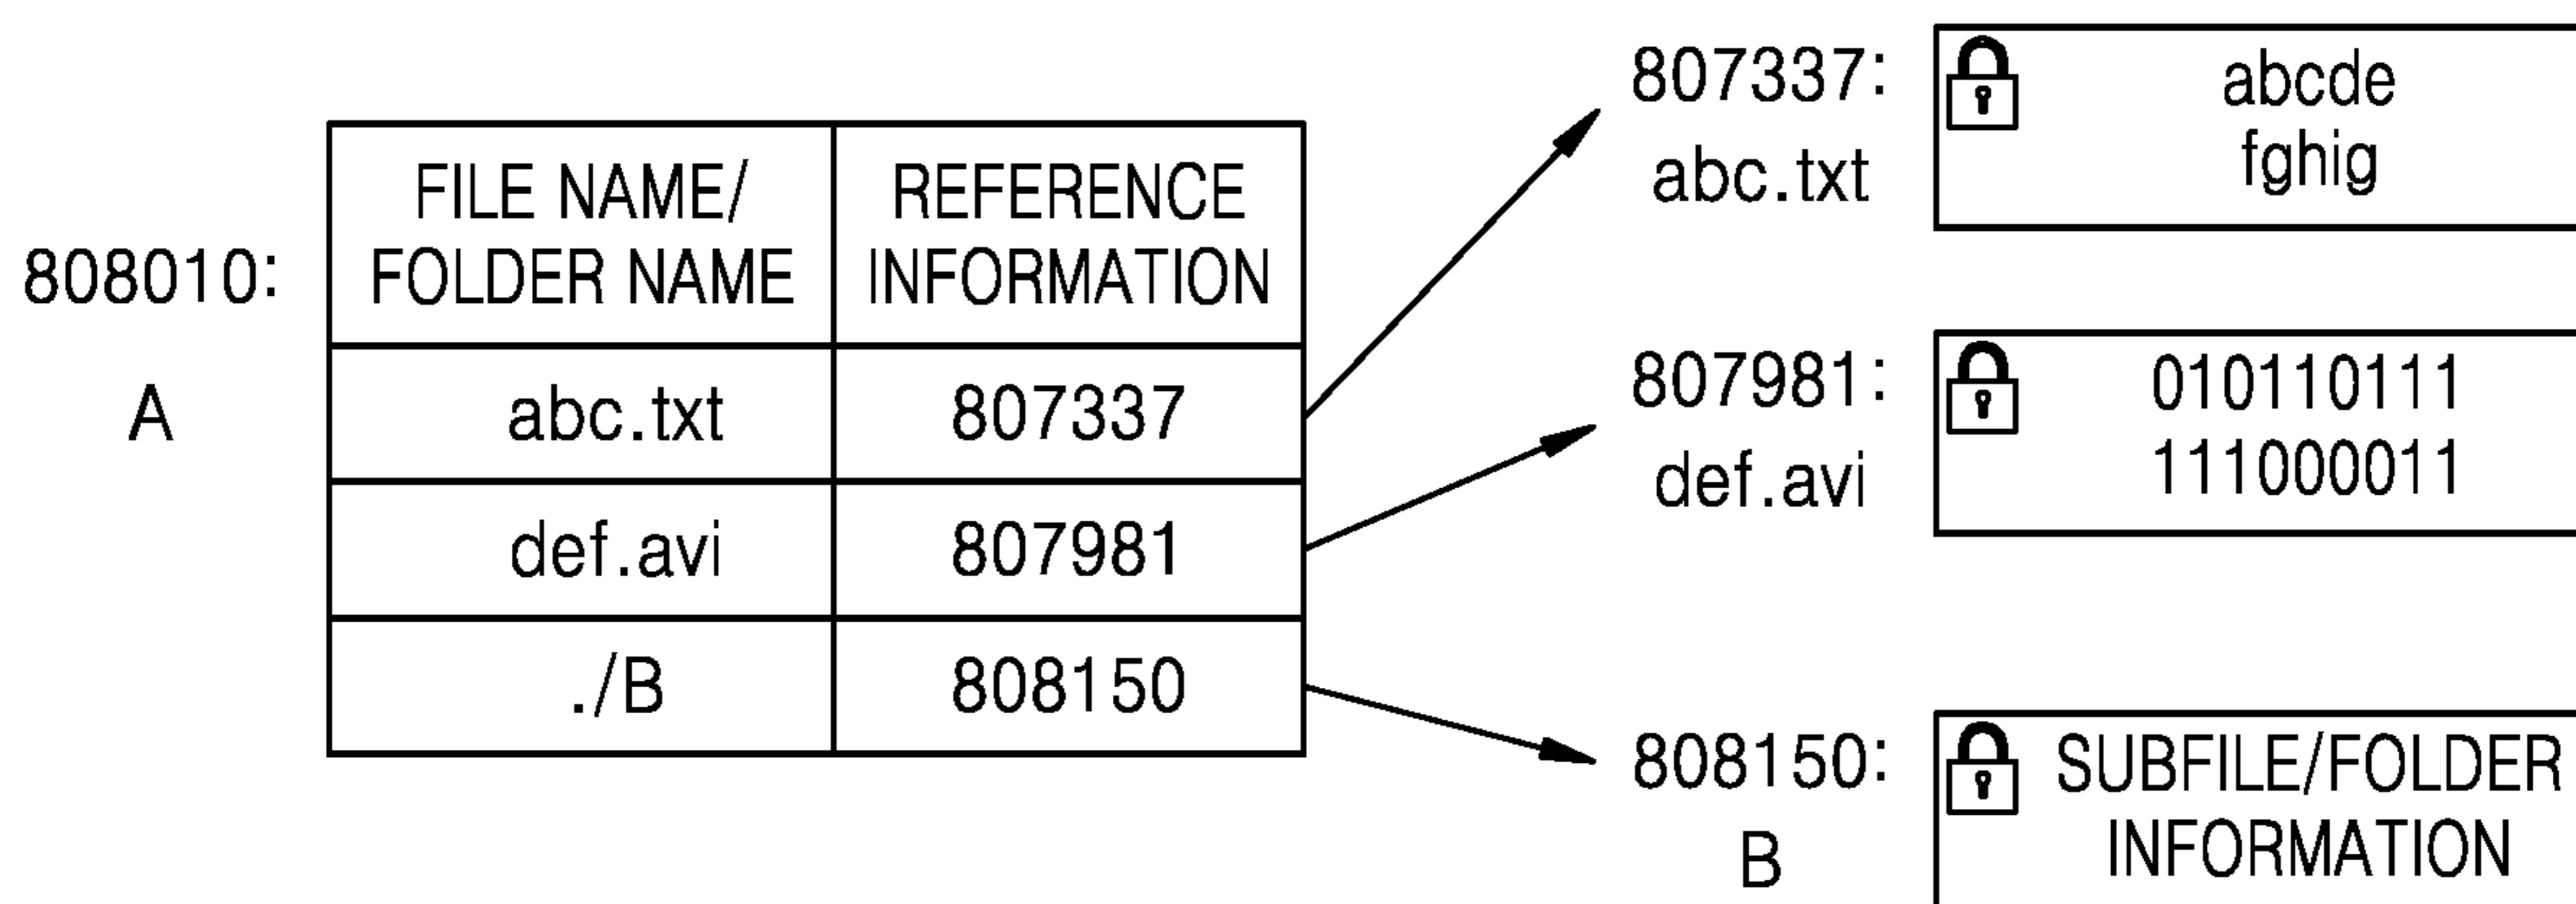 808010:
A
FILE NAME/
FOLDER NAME
REFERENCE
INFORMATION
abc.txt
807337
def.avi
807981
./B
808150
807337:
abc.txt
abcde
fghig
807981:
def.avi
010110111
111000011
808150:
B
SUBFILE/FOLDER
INFORMATION